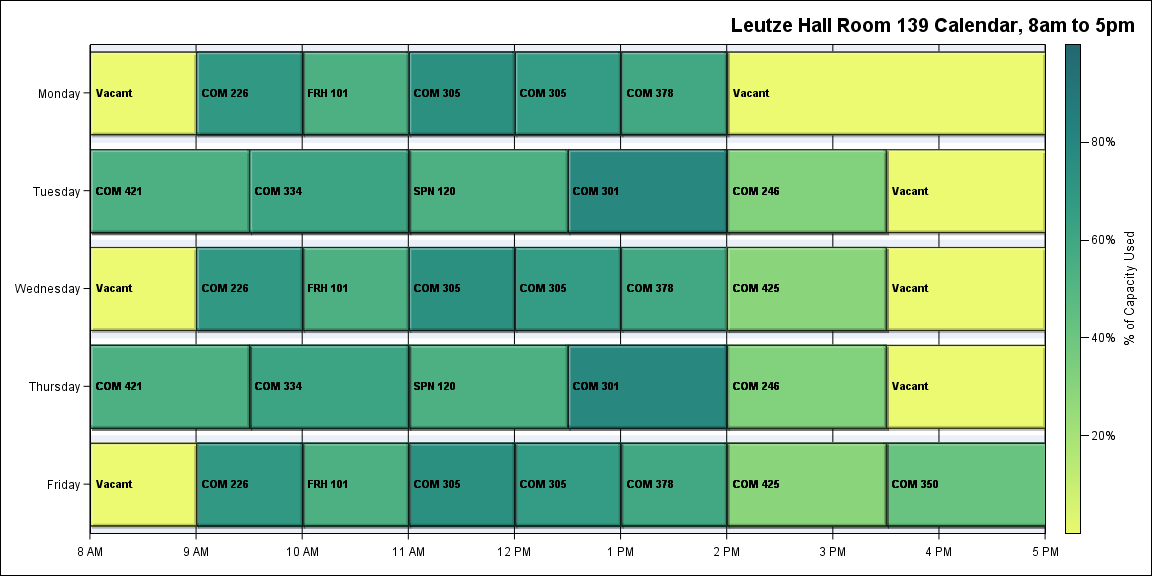 Leutze Hall Room 139 Calendar, 8am to 5pm
Monday Vacant COM 226 FRH 101 COM 305 COM 305 COM 378 Vacant
80%
Tuesday COM 421 COM 334 SPN 120 COM 301 COM 246 Vacant
60%
Wednesday Vacant COM 226 FRH 101 COM 305 COM 305 COM 378 COM 425 Vacant
% of Capacity Used
40%
Thursday COM 421 COM 334 SPN 120 COM 301 COM 246 Vacant
20%
Friday Vacant COM 226 FRH 101 COM 305 COM 305 COM 378 COM 425 COM 350
8 AM 9 AM 10 AM 11 AM 12 PM 1 PM 2 PM 3 PM 4 PM 5 PM